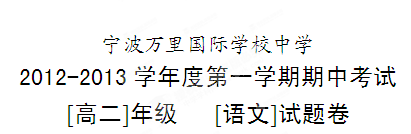 宁波万里国际学校中学
2012-2013 学年度第一学期期中考试
[高二]年级 [语文]试题卷